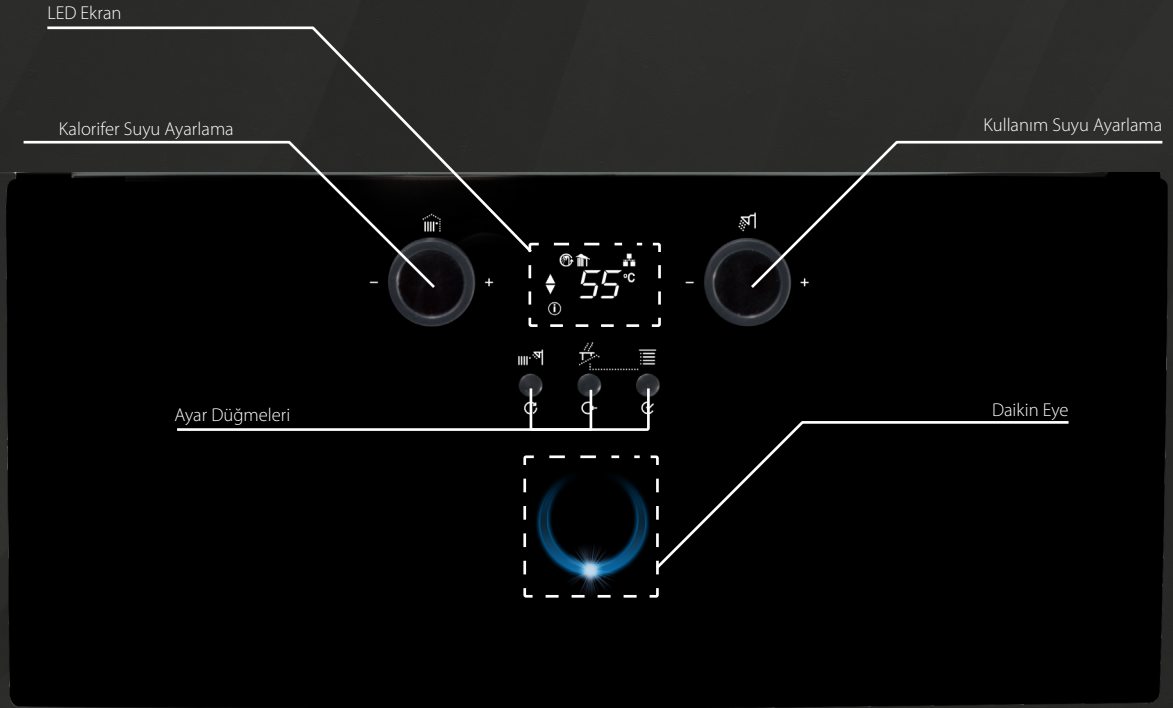 LED Ekran
Kalorifer Suyu Ayarlama
Kullanım Suyu Ayarlama
- +
55 °C
- +
Ayar Düğmeleri
Daikin Eye